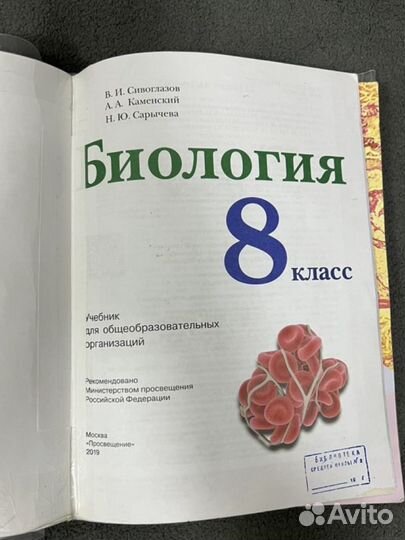 В. И. Сивоглазов
А. А. Каменский
Н. Ю. Сарычева
Биология
8 класс
Учебник
для общеобразовательных
организаций
Рекомендовано
Министерством просвещения
Российской Федерации
Москва
«Просвещение»
2019
БИБЛИОТЕКА
Avito